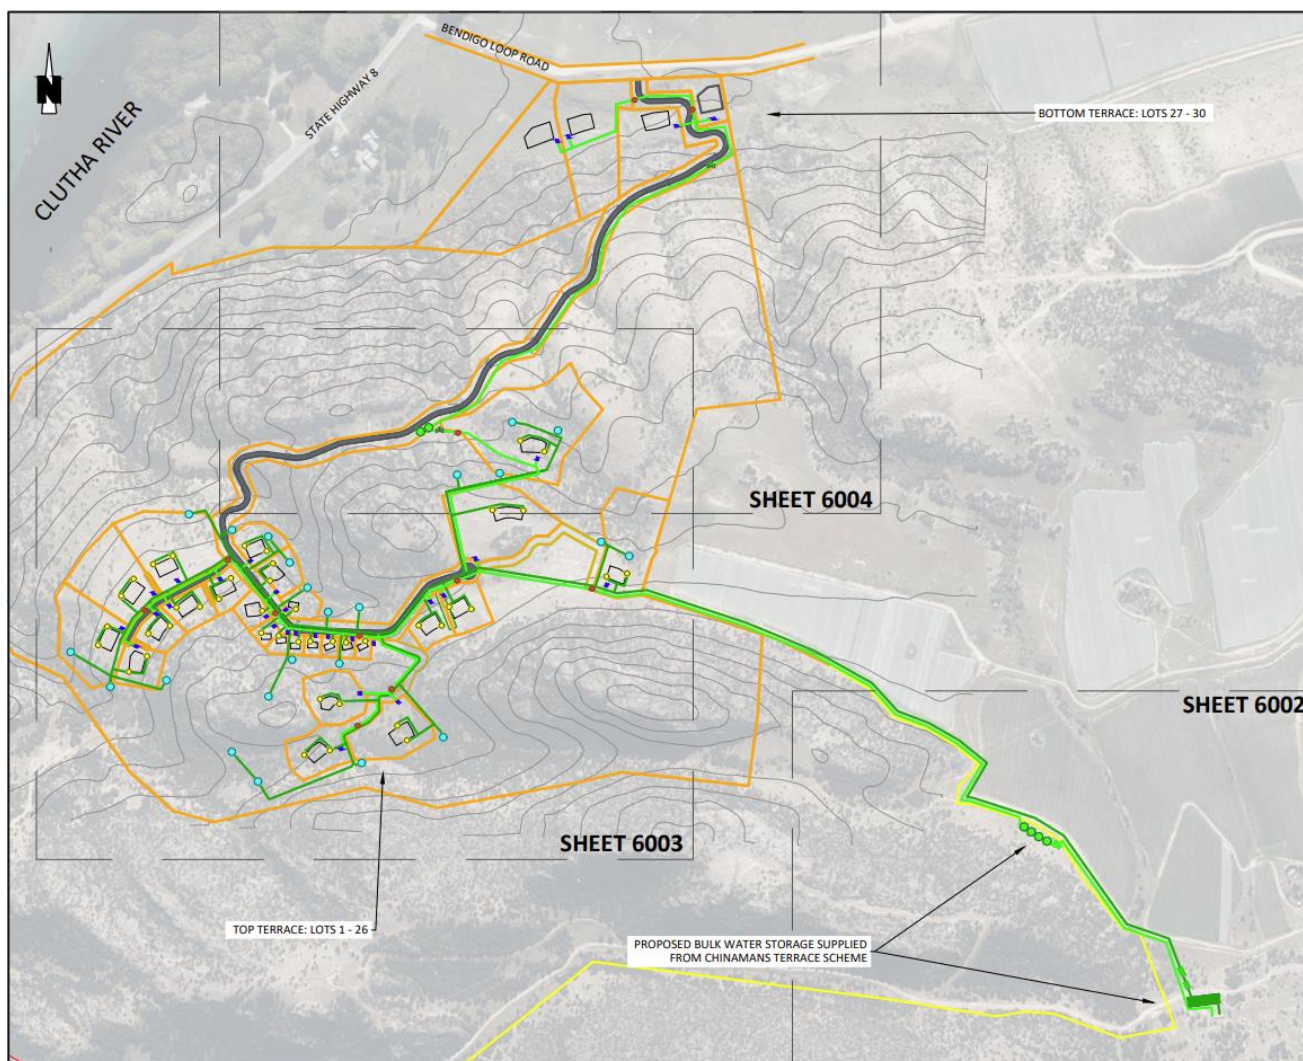 BENDIGO LOOP ROAD
N
STATE HIGHWAY 8
CLUTHA RIVER
BOTTOM TERRACE: LOTS 27 - 30
SHEET 6004
SHEET 6002
SHEET 6003
TOP TERRACE: LOTS 1 - 26
PROPOSED BULK WATER STORAGE SUPPLIED
FROM CHINAMANS TERRACE SCHEME